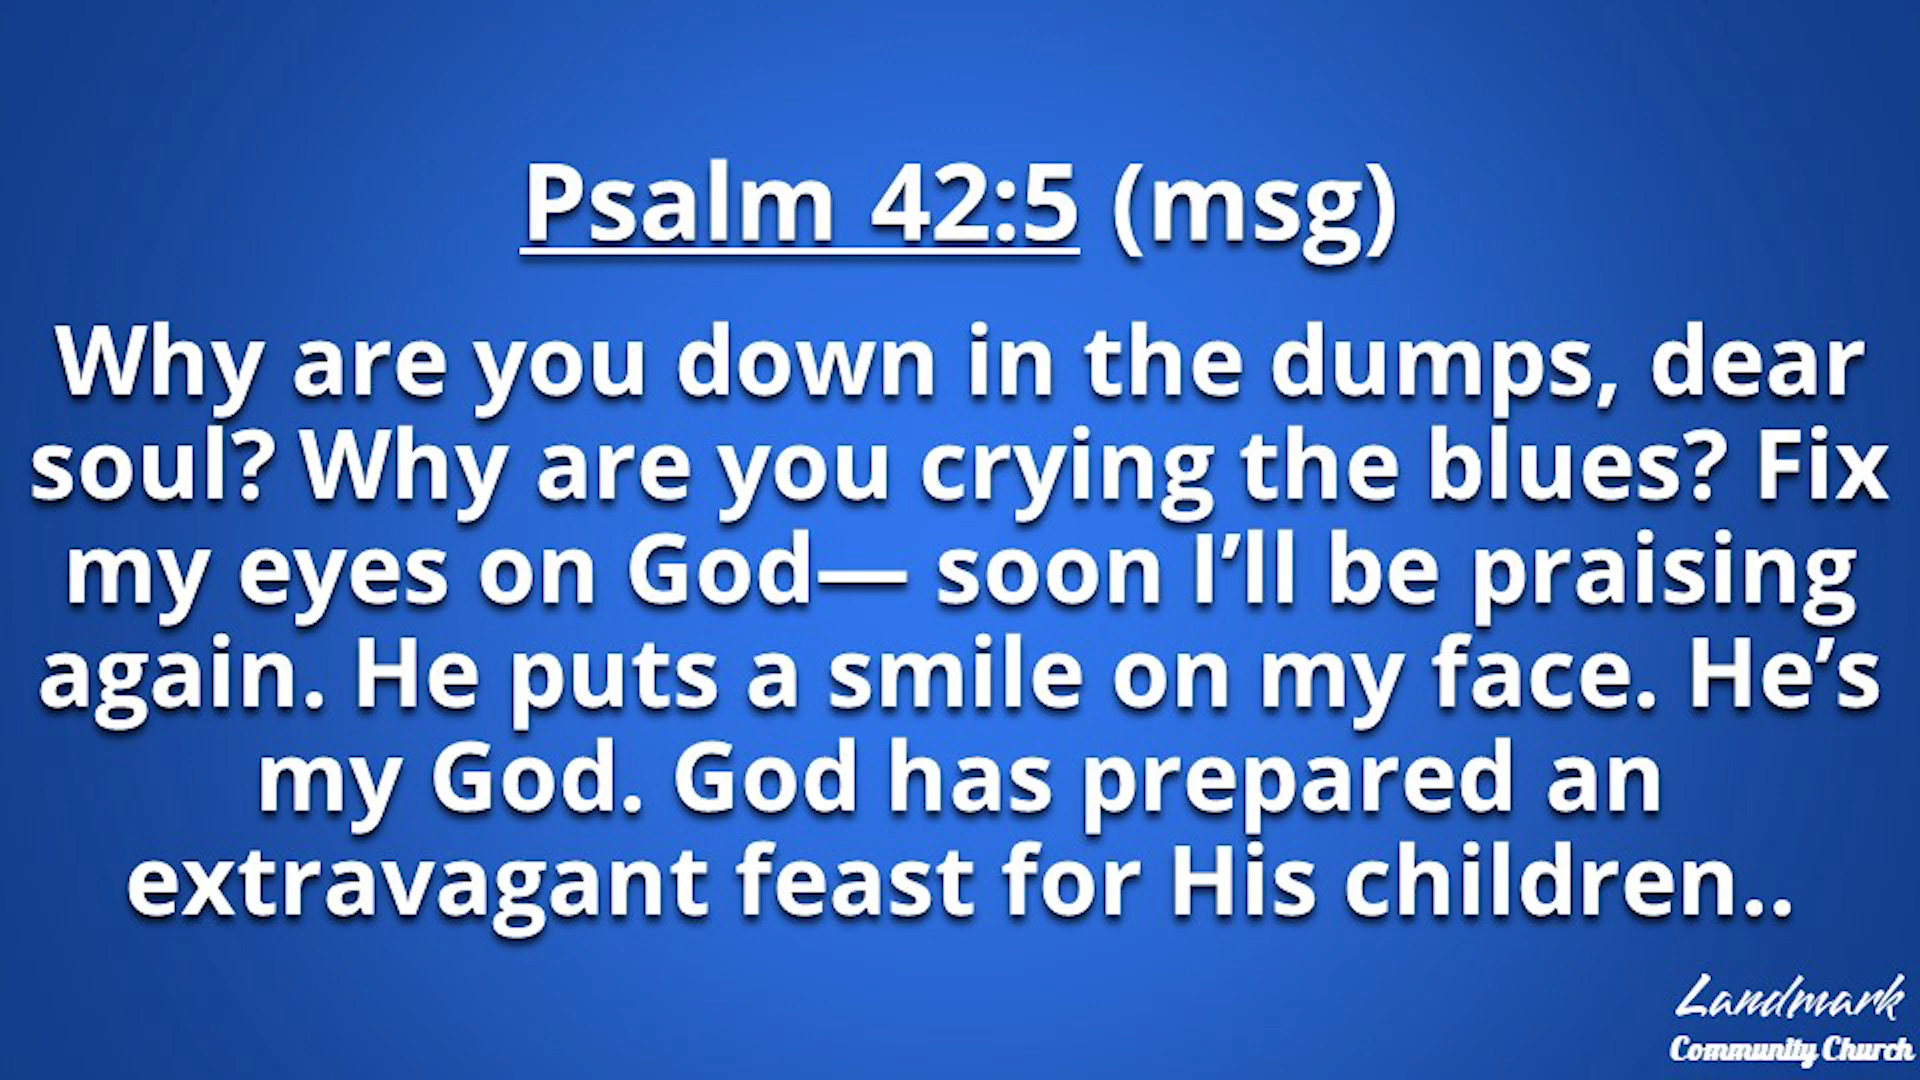 Psalm 42:5 (msg)
Why are you down in the dumps, dear
soul? Why are you crying the blues? Fix
my eyes on God— soon I’ll be praising
again. He puts a smile on my face. He’s
my God. God has prepared an
extravagant feast for His children..
Landmark
Community Church